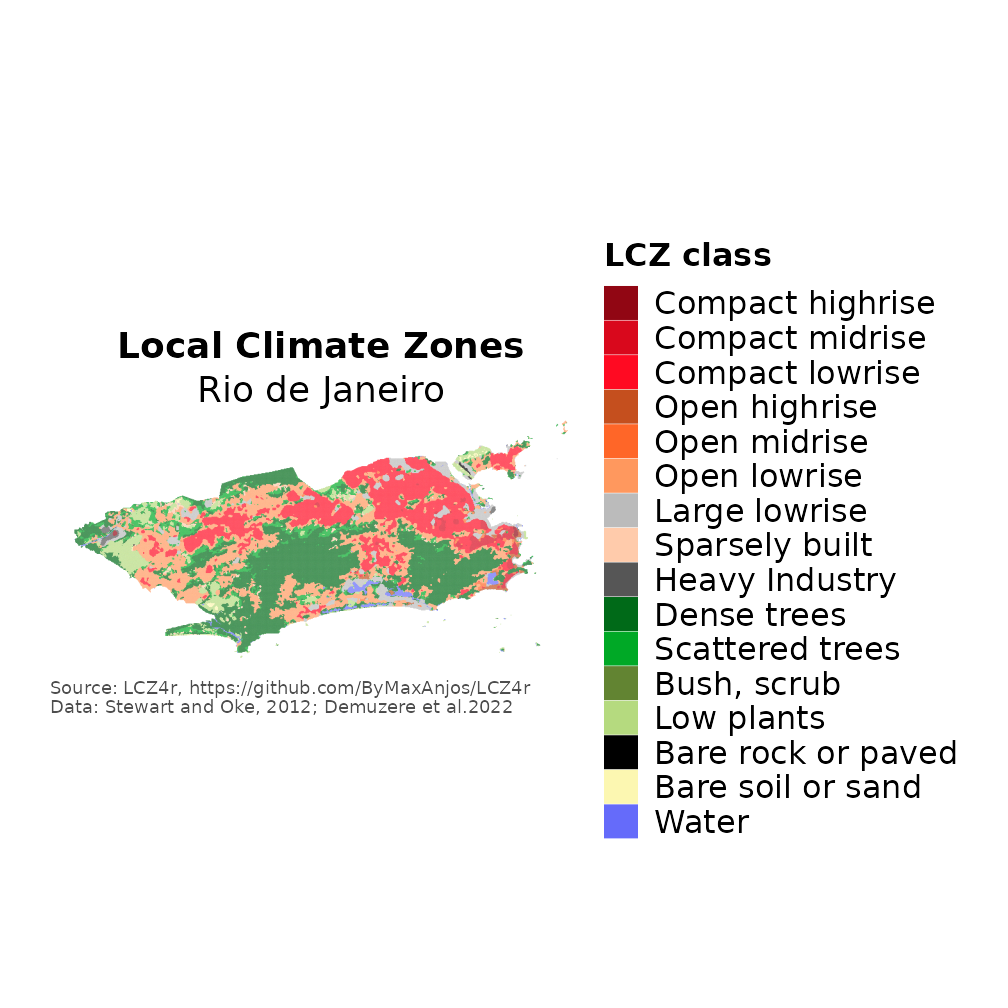 Local Climate Zones
Rio de Janeiro
Source: LCZ4r, https://github.com/ByMaxAnjos/LCZ4r
Data: Stewart and Oke, 2012; Demuzere et al.2022
LCZ class
Compact highrise
Compact midrise
Compact lowrise
Open highrise
Open midrise
Open lowrise
Large lowrise
Sparsely built
Heavy Industry
Dense trees
Scattered trees
Bush, scrub
Low plants
Bare rock or paved
Bare soil or sand
Water